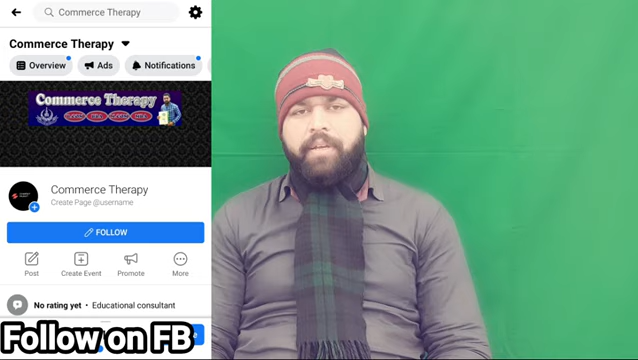 Commerce Therapy
Commerce Therapy
Overview
Ads
Notifications
Commerce Therapy
Commerce Therapy
Create Page @username
FOLLOW
Post
Create Event
Promote
More
No rating yet • Educational consultant
Follow on FB